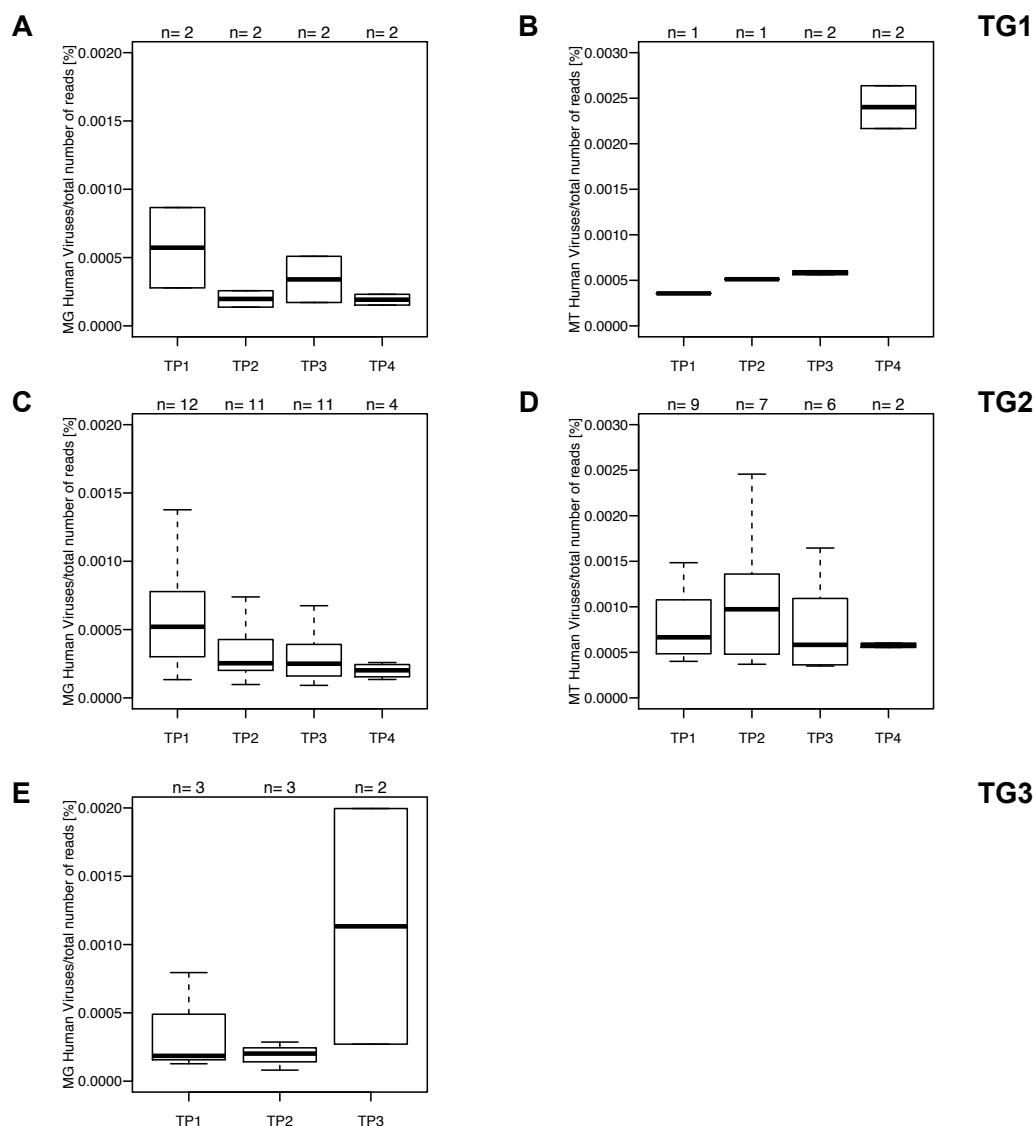 A
n= 2 n= 2 n= 2 n= 2
MG Human Viruses/total number of reads [%]
0.0020
0.0015
0.0010
0.0005
0.0000
TP1 TP2 TP3 TP4
B
TG1
n= 1 n= 1 n= 2 n= 2
MT Human Viruses/total number of reads [%]
0.0030
0.0025
0.0020
0.0015
0.0010
0.0005
0.0000
TP1 TP2 TP3 TP4
C
n= 12 n= 11 n= 11 n= 4
MG Human Viruses/total number of reads [%]
0.0020
0.0015
0.0010
0.0005
0.0000
TP1 TP2 TP3 TP4
D
TG2
n= 9 n= 7 n= 6 n= 2
MT Human Viruses/total number of reads [%]
0.0030
0.0025
0.0020
0.0015
0.0010
0.0005
0.0000
TP1 TP2 TP3 TP4
E
TG3
n= 3 n= 3 n= 2
MG Human Viruses/total number of reads [%]
0.0020
0.0015
0.0010
0.0005
0.0000
TP1 TP2 TP3